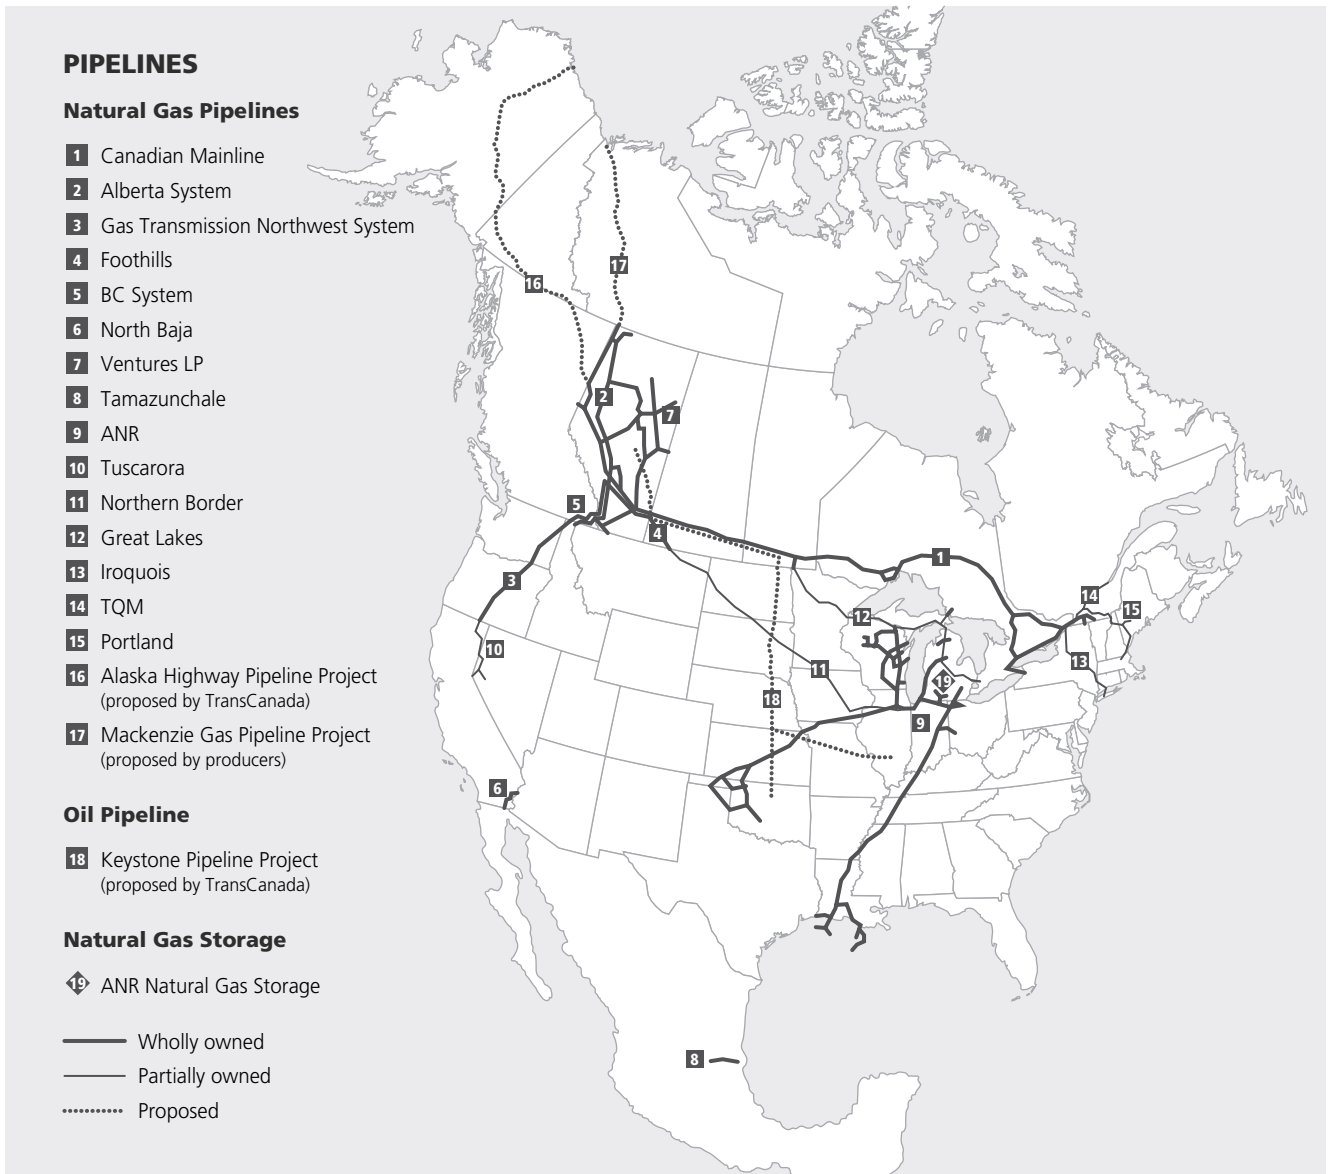 PIPELINES
Natural Gas Pipelines
1 Canadian Mainline
2 Alberta System
3 Gas Transmission Northwest System
4 Foothills
5 BC System
6 North Baja
7 Ventures LP
8 Tamazunchale
9 ANR
10 Tuscarora
11 Northern Border
12 Great Lakes
13 Iroquois
14 TQM
15 Portland
16 Alaska Highway Pipeline Project
(proposed by TransCanada)
17 Mackenzie Gas Pipeline Project
(proposed by producers)
Oil Pipeline
18 Keystone Pipeline Project
(proposed by TransCanada)
Natural Gas Storage
19 ANR Natural Gas Storage
Wholly owned
Partially owned
Proposed
17
16
2
7
5
4
1
3
14
15
12
10
13
11
19
18
9
6
8